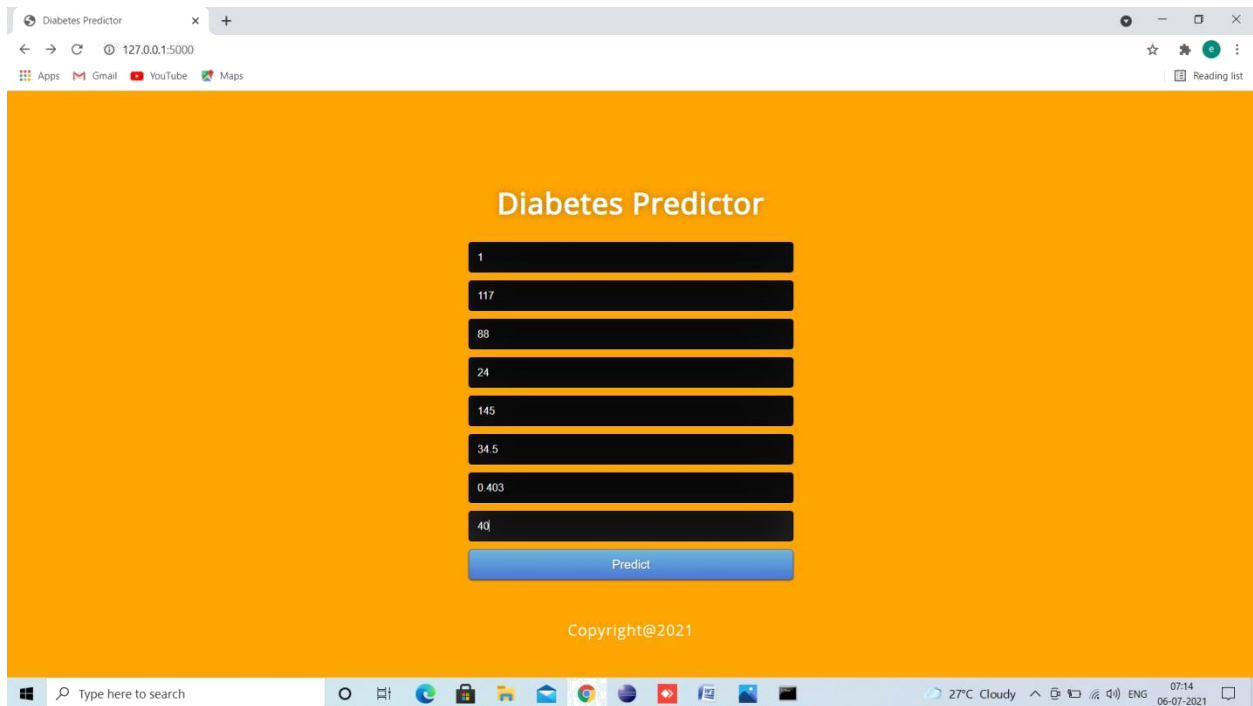 Diabetes Predictor
127.0.0.1:5000
Apps Gmail YouTube Maps Reading list
Diabetes Predictor
1
117
88
24
145
34.5
0.403
40
Predict
Copyright@2021
Type here to search 27°C Cloudy ENG 07:14
06-07-2021